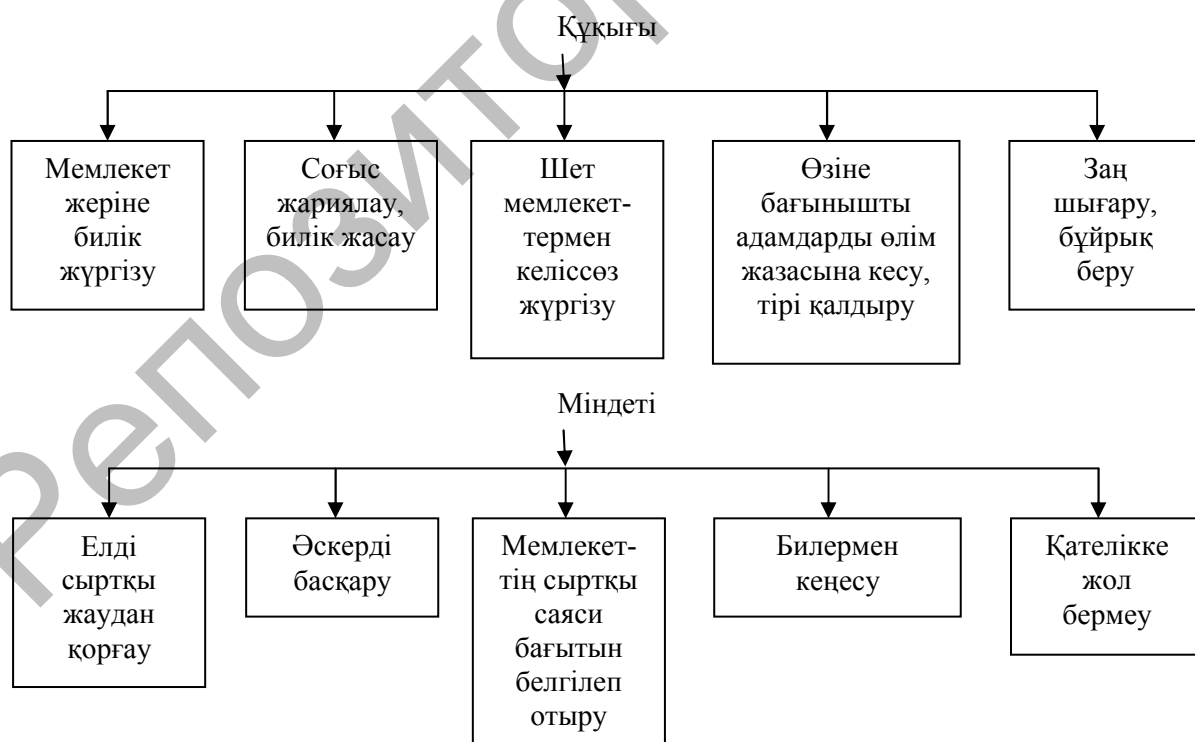 Құқығы
Мемлекет
жеріне
билік
жүргізу
Соғыс
жариялау,
билік жасау
Шет
мемлекет-
термен
келіссөз
жүргізу
Өзіне
бағынышты
адамдарды өлім
жазасына кесу,
тірі қалдыру
Заң
шығару,
бұйрық
беру
Міндеті
Елді
сыртқы
жаудан
қорғау
Әскерді
басқару
Мемлекет-
тің сыртқы
саяси
бағытын
белгілеп
отыру
Билермен
кеңесу
Қателікке
жол
бермеу